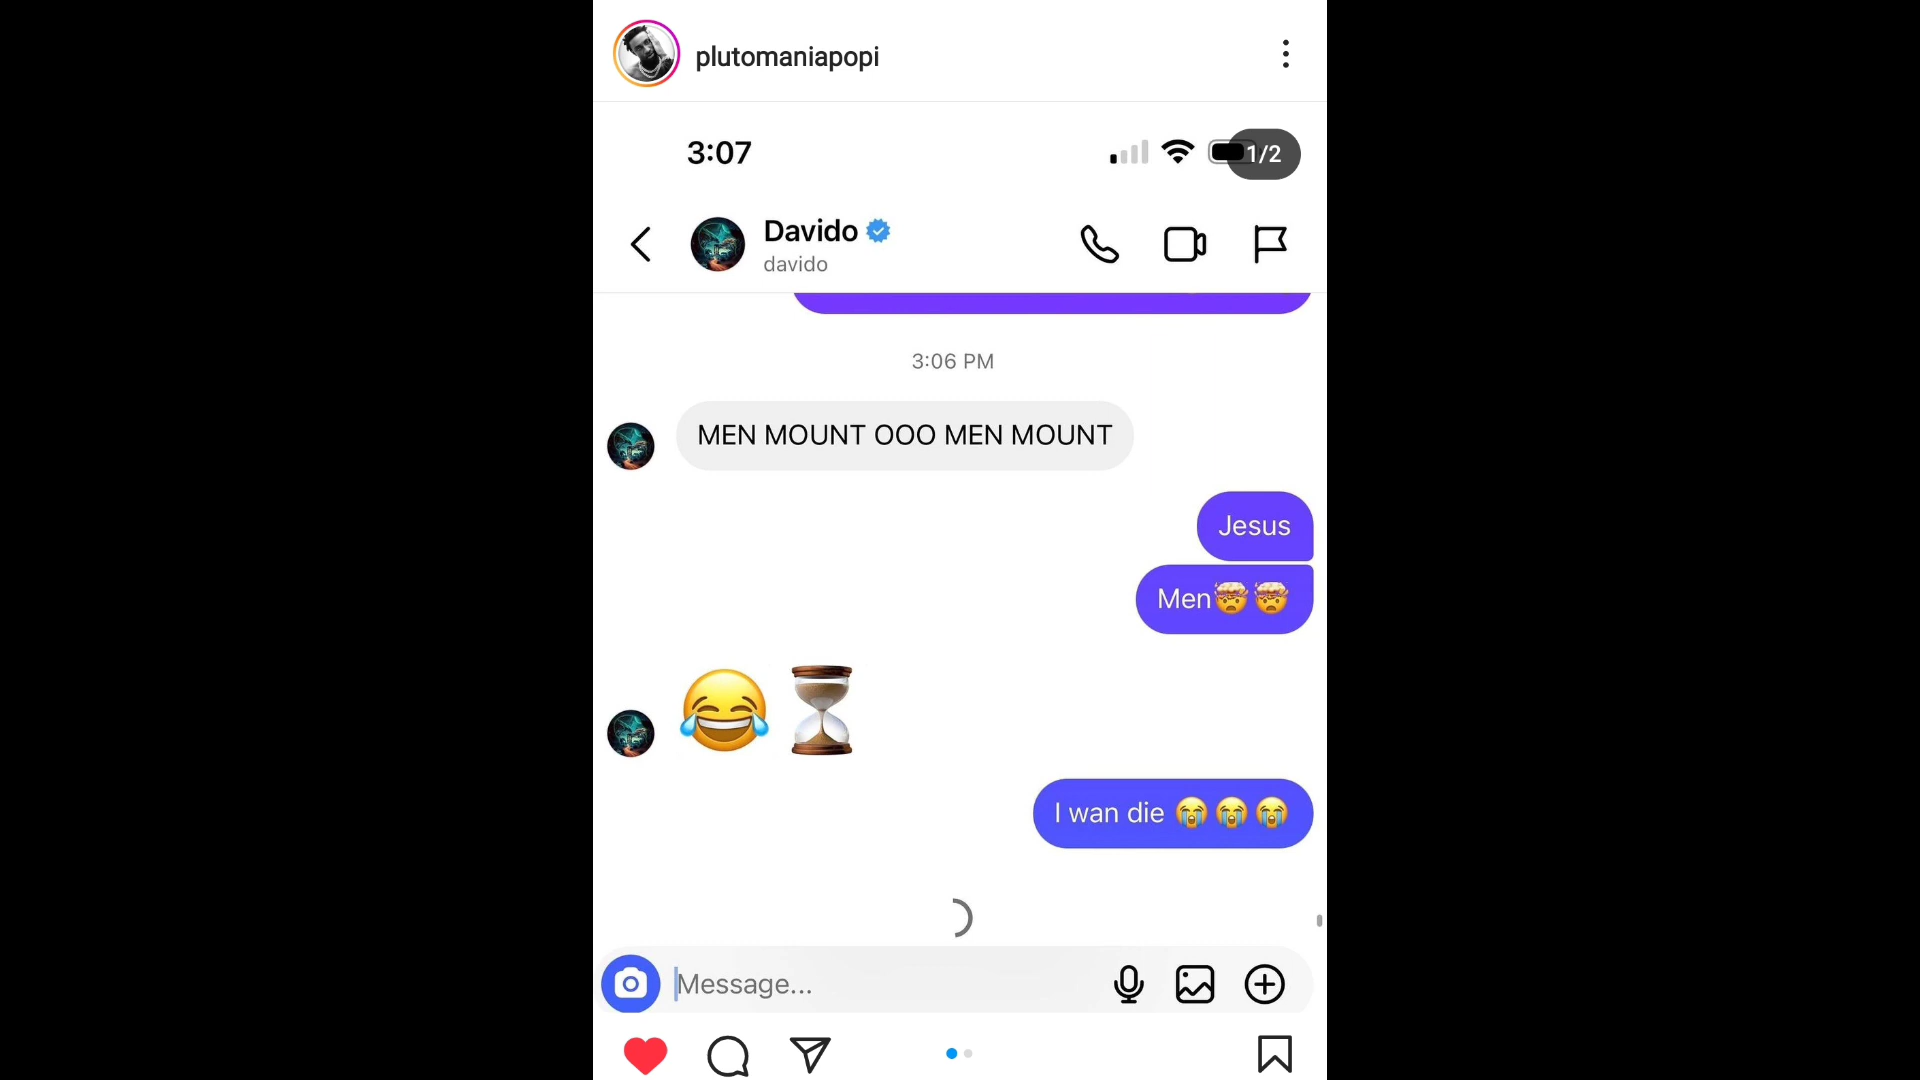 plutomaniapopi
3:07
1/2
Davido
davido
3:06 PM
MEN MOUNT OOO MEN MOUNT
Jesus
Men🤯🤯
😂⏳
I wan die 😭😭😭
Message...